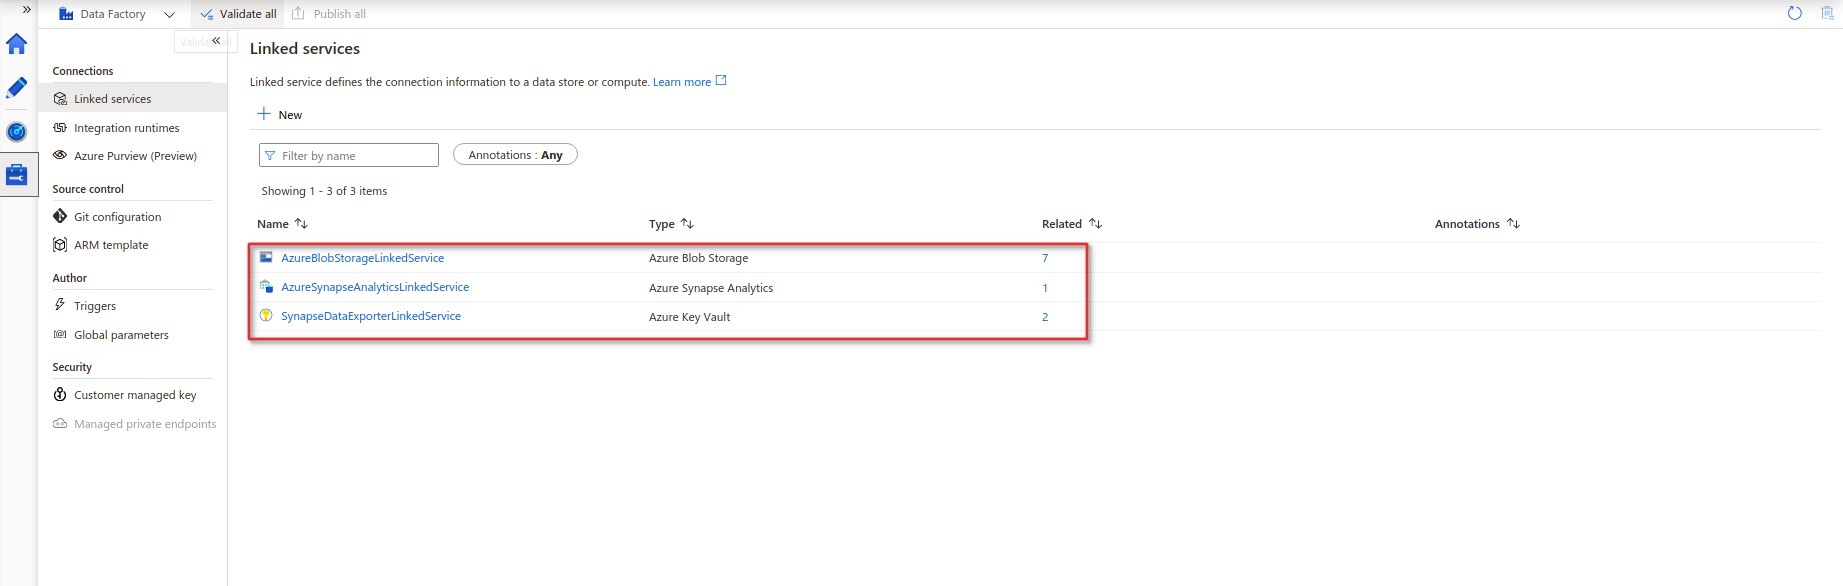 »
Data Factory
Validate all
Publish all
Validate all
«
Linked services
Connections
Linked service defines the connection information to a data store or compute. Learn more
Linked services
New
Integration runtimes
Azure Purview (Preview)
Filter by name
Annotations : Any
Source control
Showing 1 - 3 of 3 items
Git configuration
Name Type Related Annotations
ARM template
AzureBlobStorageLinkedService Azure Blob Storage 7
Author
AzureSynapseAnalyticsLinkedService Azure Synapse Analytics 1
Triggers
SynapseDataExporterLinkedService Azure Key Vault 2
Global parameters
Security
Customer managed key
Managed private endpoints